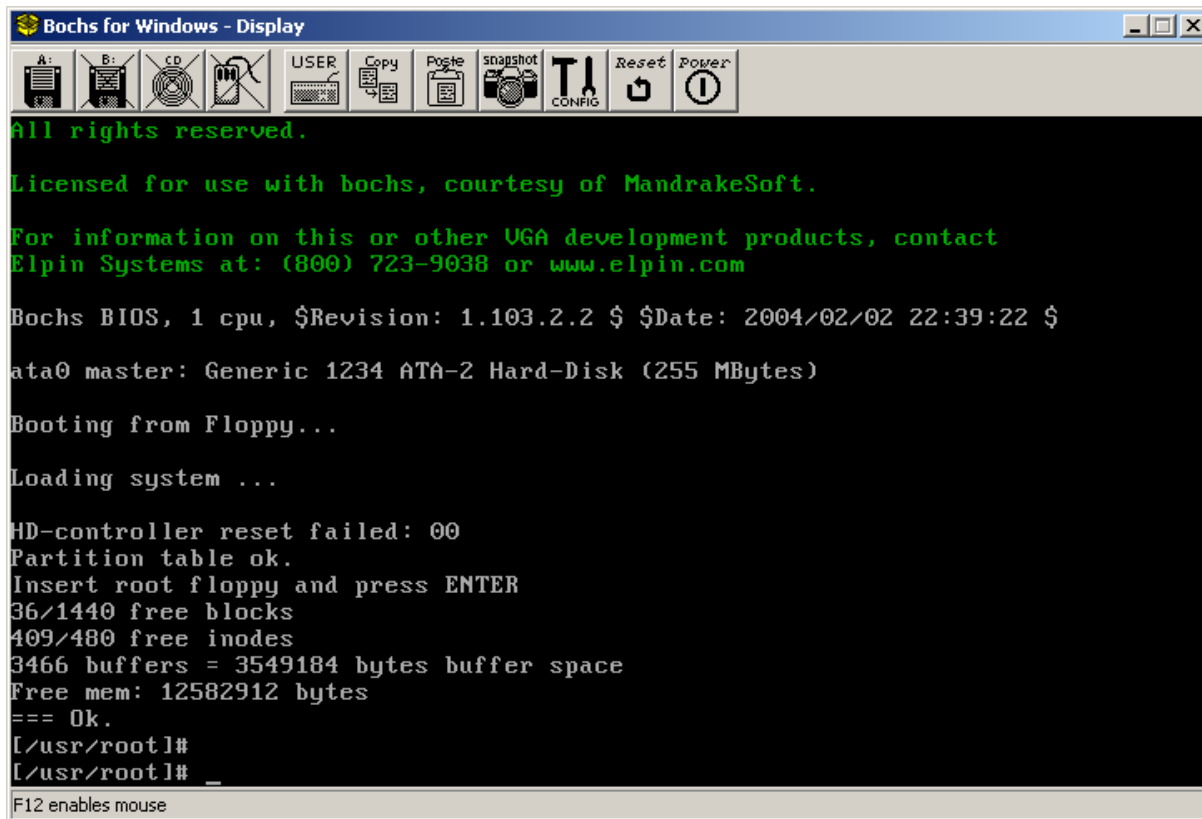 Bochs for Windows - Display
A: B: CD USER Copy Paste snapshot CONFIG Reset Power
All rights reserved.
Licensed for use with bochs, courtesy of MandrakeSoft.
For information on this or other VGA development products, contact
Elpin Systems at: (800) 723-9038 or www.elpin.com
Bochs BIOS, 1 cpu, $Revision: 1.103.2.2 $ $Date: 2004/02/02 22:39:22 $
ata0 master: Generic 1234 ATA-2 Hard-Disk (255 MBytes)
Booting from Floppy...
Loading system ...
HD-controller reset failed: 00
Partition table ok.
Insert root floppy and press ENTER
36/1440 free blocks
409/480 free inodes
3466 buffers = 3549184 bytes buffer space
Free mem: 12582912 bytes
=== Ok.
[/usr/root]#
[/usr/root]# _
F12 enables mouse